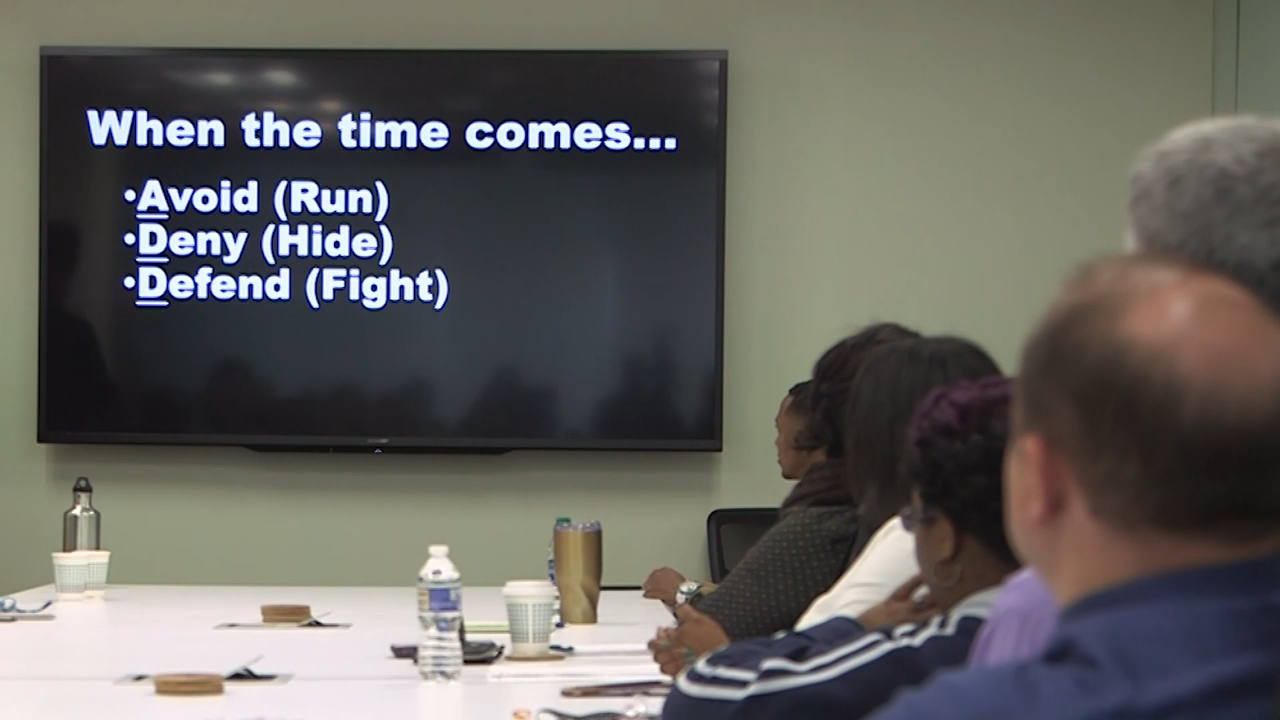 When the time comes...
•Avoid (Run)
•Deny (Hide)
•Defend (Fight)